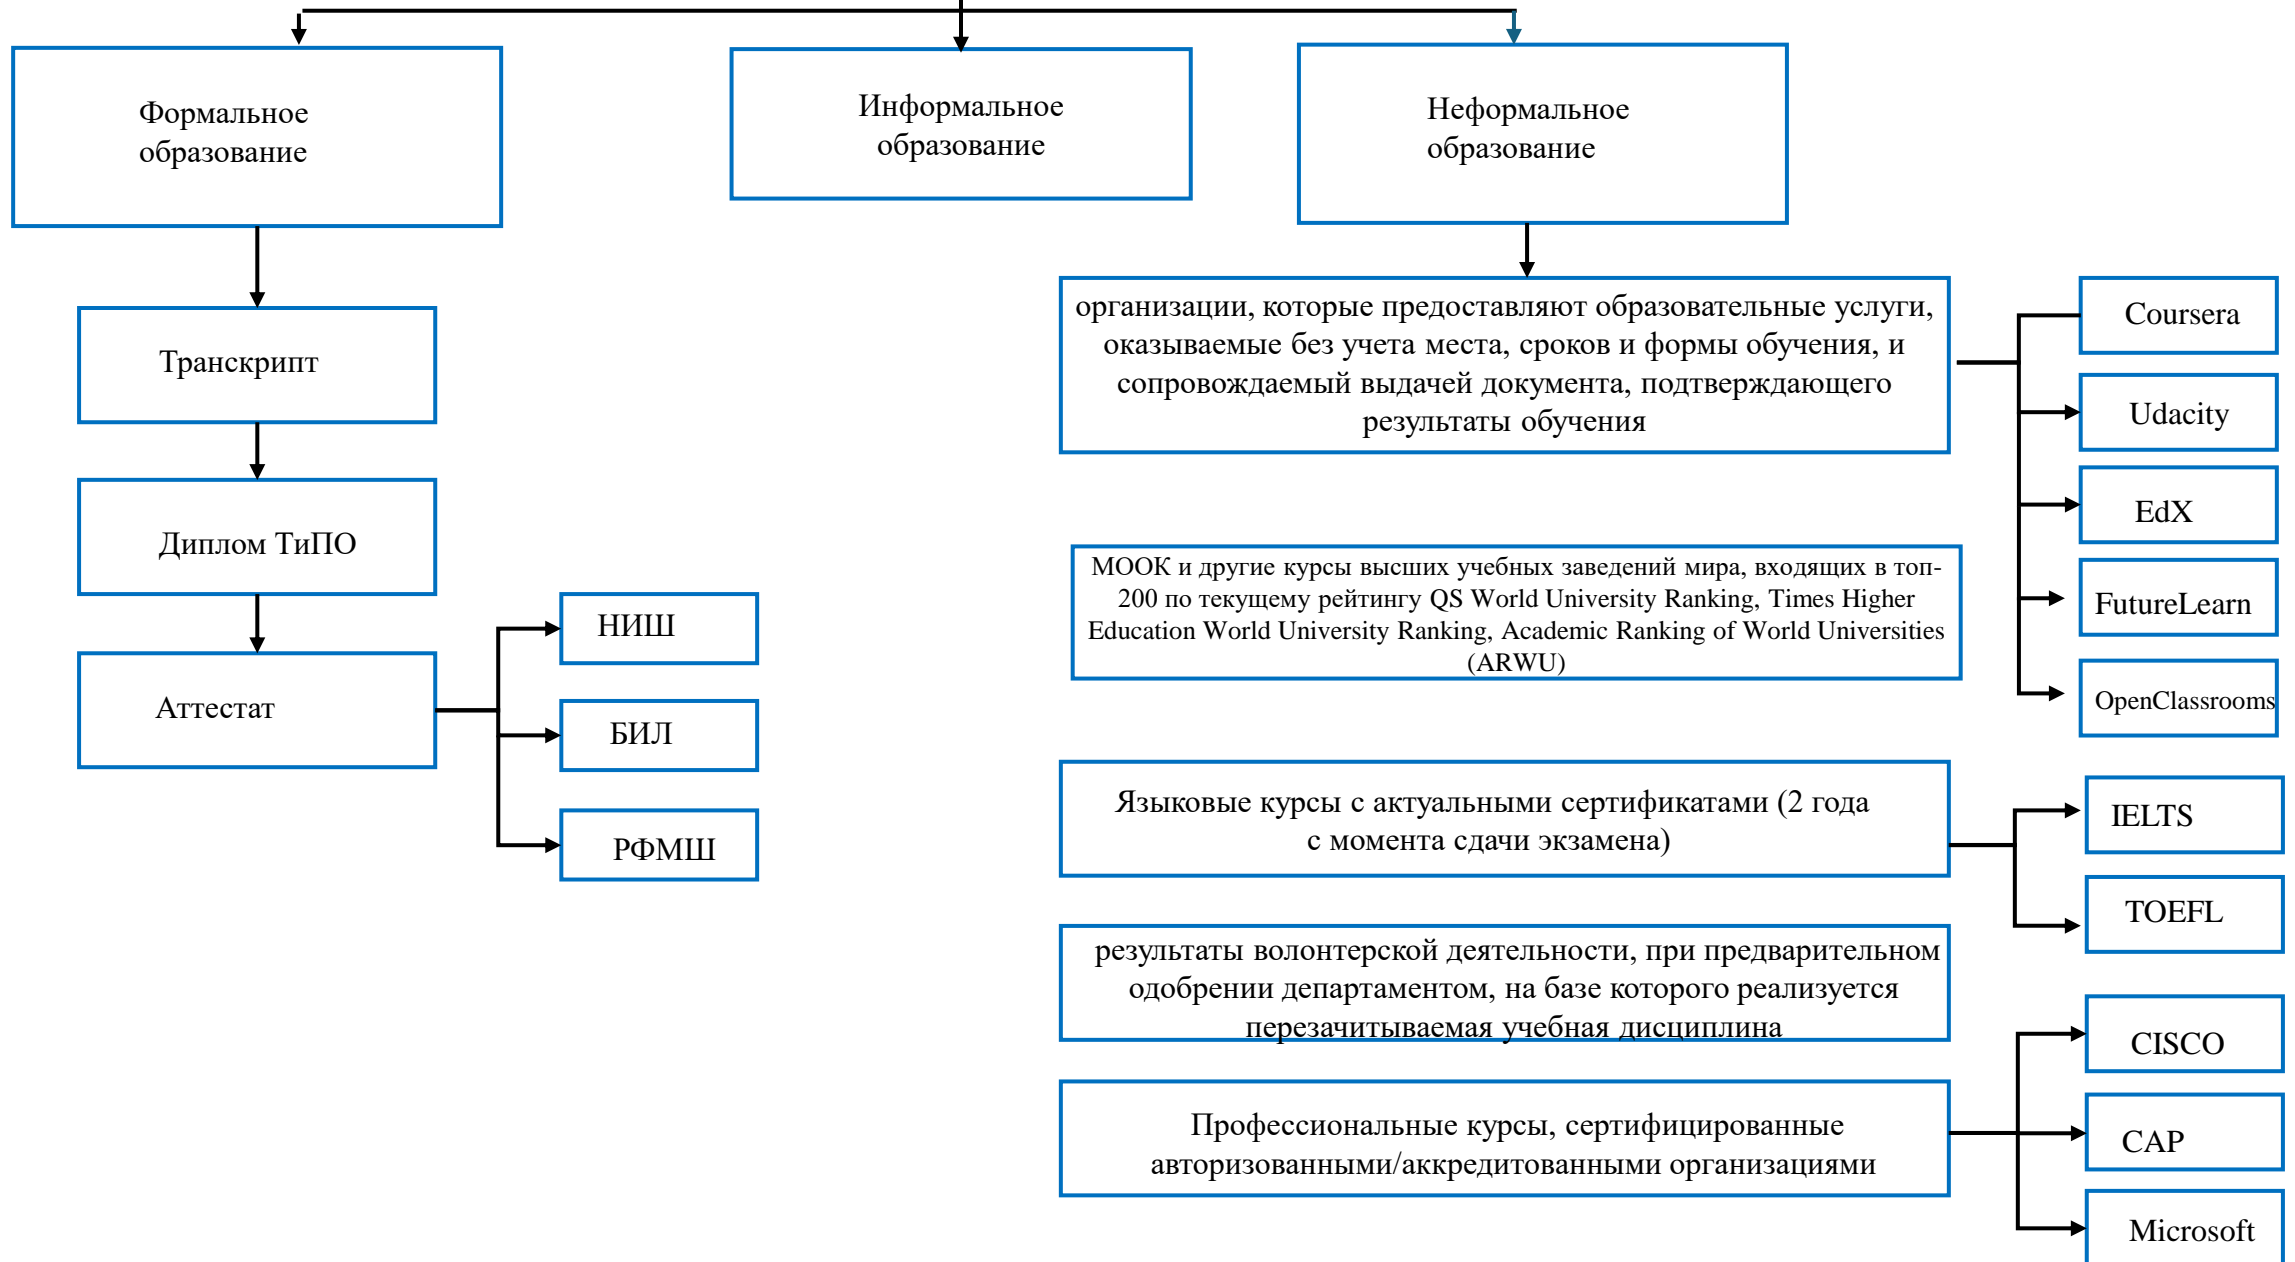 Формальное
образование
Информальное
образование
Неформальное
образование
Транскрипт
Диплом ТиПО
Аттестат
НИШ
БИЛ
РФМШ
организации, которые предоставляют образовательные услуги,
оказываемые без учета места, сроков и формы обучения, и
сопровождаемый выдачей документа, подтверждающего
результаты обучения
Coursera
Udacity
EdX
FutureLearn
OpenClassrooms
МООК и другие курсы высших учебных заведений мира, входящих в топ-
200 по текущему рейтингу QS World University Ranking, Times Higher
Education World University Ranking, Academic Ranking of World Universities
(ARWU)
Языковые курсы с актуальными сертификатами (2 года
с момента сдачи экзамена)
IELTS
TOEFL
результаты волонтерской деятельности, при предварительном
одобрении департаментом, на базе которого реализуется
перезачитываемая учебная дисциплина
Профессиональные курсы, сертифицированные
авторизованными/аккредитованными организациями
CISCO
CAP
Microsoft